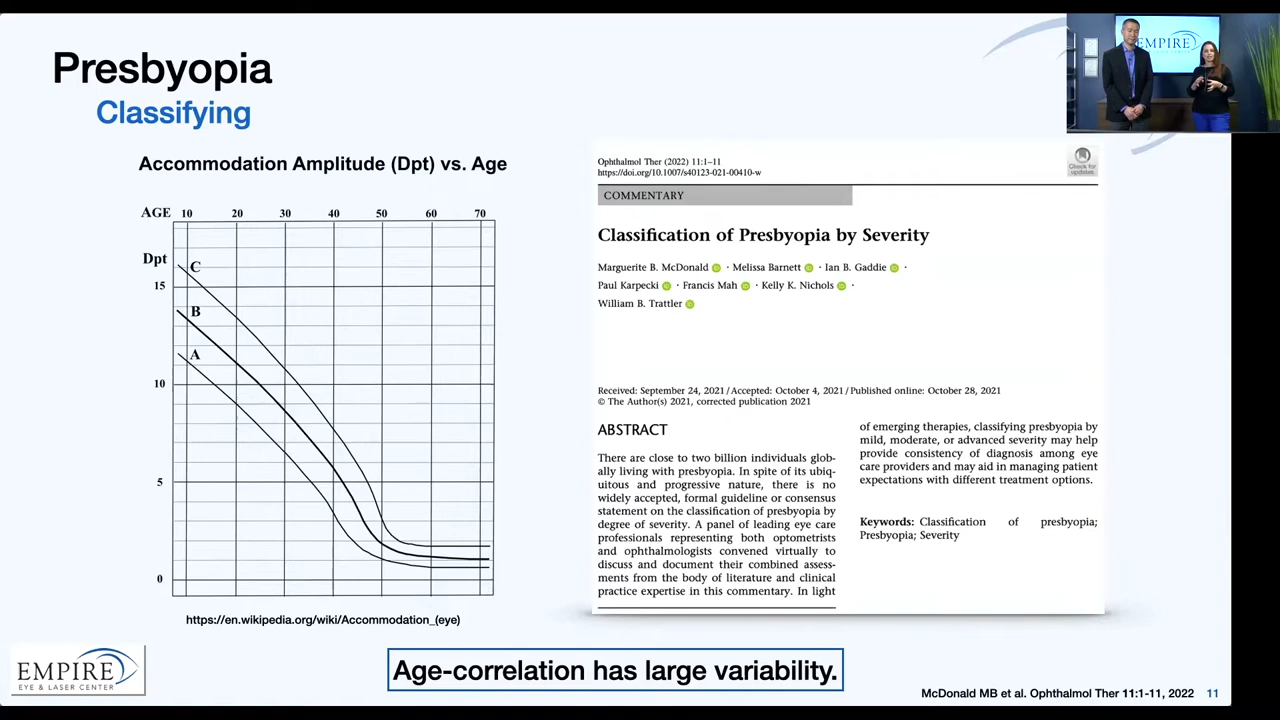 Presbyopia
Classifying
Accommodation Amplitude (Dpt) vs. Age
AGE 10 20 30 40 50 60 70
Dpt
C
15
B
A
10
5
0
https://en.wikipedia.org/wiki/Accommodation_(eye)
EMPIRE
Ophthalmol Ther (2022) 11:1–11
https://doi.org/10.1007/s40123-021-00410-w
Check for
updates
COMMENTARY
Classification of Presbyopia by Severity
Marguerite B. McDonald · Melissa Barnett · Ian B. Gaddie ·
Paul Karpecki · Francis Mah · Kelly K. Nichols ·
William B. Trattler
Received: September 24, 2021 / Accepted: October 4, 2021 / Published online: October 28, 2021
© The Author(s) 2021, corrected publication 2021
ABSTRACT
There are close to two billion individuals glob-
ally living with presbyopia. In spite of its ubiq-
uitous and progressive nature, there is no
widely accepted, formal guideline or consensus
statement on the classification of presbyopia by
degree of severity. A panel of leading eye care
professionals representing both optometrists
and ophthalmologists convened virtually to
discuss and document their combined assess-
ments from the body of literature and clinical
practice expertise in this commentary. In light
of emerging therapies, classifying presbyopia by
mild, moderate, or advanced severity may help
provide consistency of diagnosis among eye
care providers and may aid in managing patient
expectations with different treatment options.
Keywords: Classification of presbyopia;
Presbyopia; Severity
EMPIRE
EYE & LASER CENTER
Age-correlation has large variability.
McDonald MB et al. Ophthalmol Ther 11:1-11, 2022 11